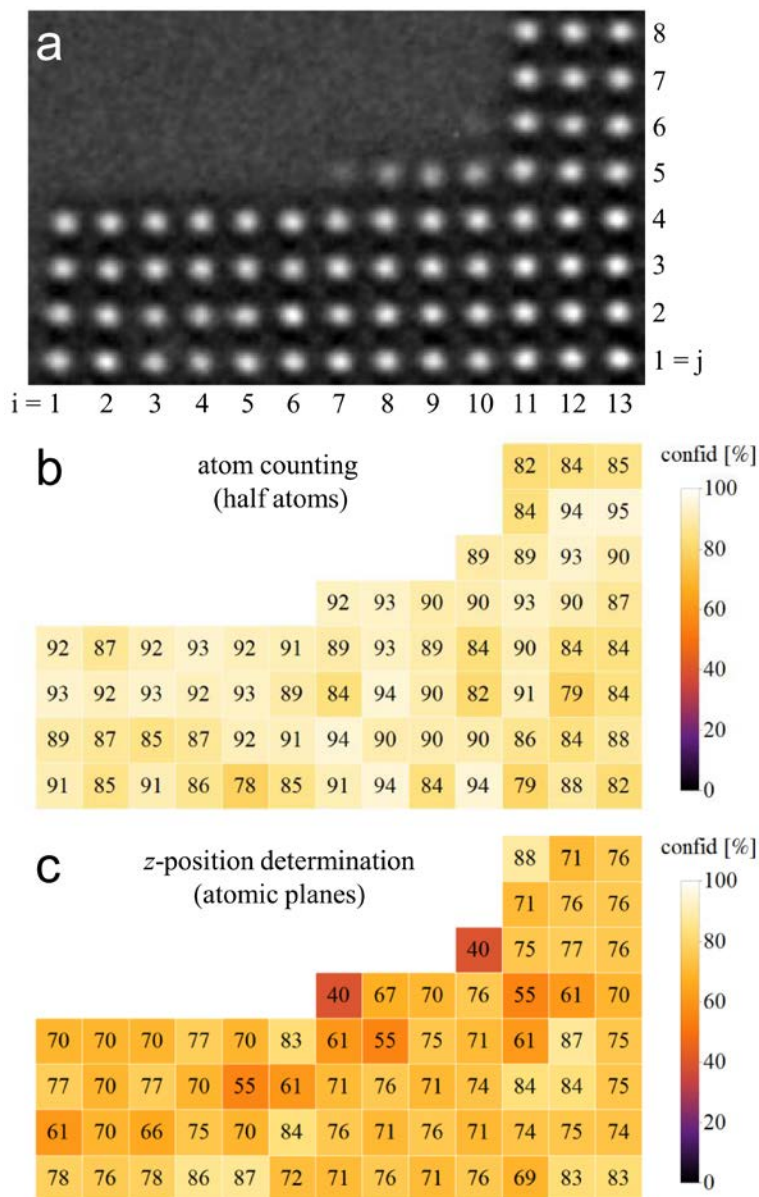 a
8
7
6
5
4
3
2
1 = j
i = 1 2 3 4 5 6 7 8 9 10 11 12 13
b
atom counting
(half atoms)
confid [%]
100
80
60
40
20
0
82 84 85
84 94 95
89 89 93 90
92 93 90 90 93 90 87
92 87 92 93 92 91 89 93 89 84 90 84 84
93 92 93 92 93 89 84 94 90 82 91 79 84
89 87 85 87 92 91 94 90 90 90 86 84 88
91 85 91 86 78 85 91 94 84 94 79 88 82
c
z-position determination
(atomic planes)
confid [%]
100
80
60
40
20
0
88 71 76
71 76 76
40 75 77 76
40 67 70 76 55 61 70
70 70 70 77 70 83 61 55 75 71 61 87 75
77 70 77 70 55 61 71 76 71 74 84 84 75
61 70 66 75 70 84 76 71 76 71 74 75 74
78 76 78 86 87 72 71 76 71 76 69 83 83